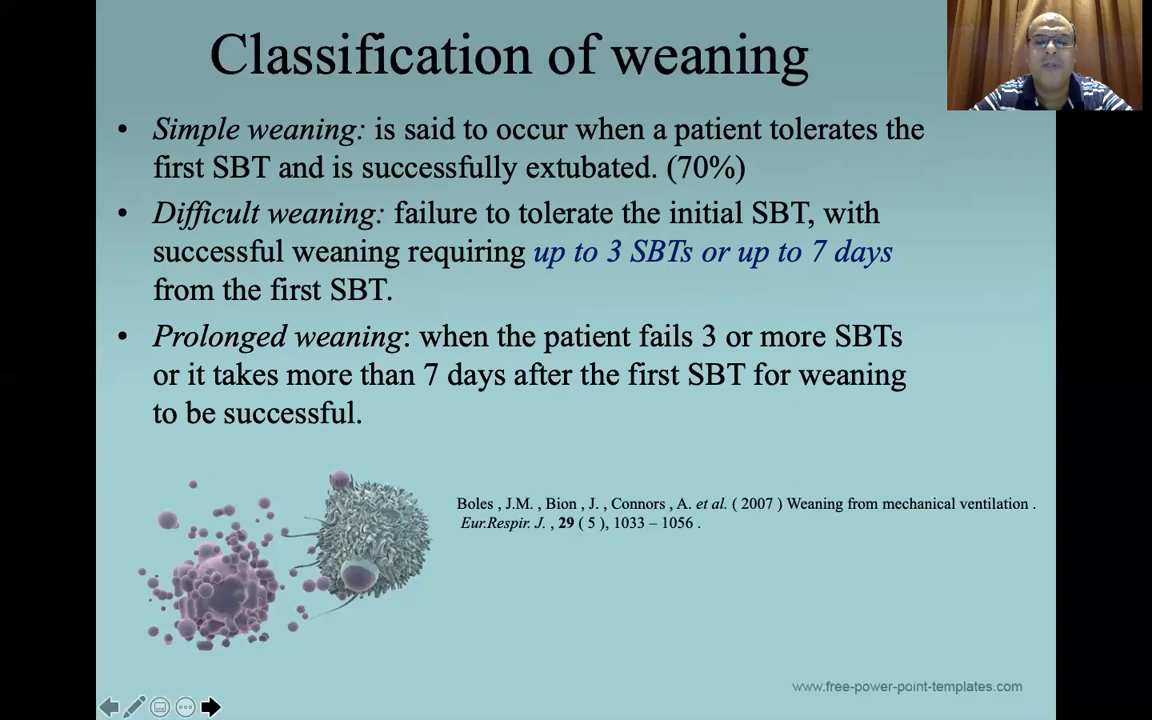 Classification of weaning
• Simple weaning: is said to occur when a patient tolerates the
first SBT and is successfully extubated. (70%)
• Difficult weaning: failure to tolerate the initial SBT, with
successful weaning requiring up to 3 SBTs or up to 7 days
from the first SBT.
• Prolonged weaning: when the patient fails 3 or more SBTs
or it takes more than 7 days after the first SBT for weaning
to be successful.
Boles , J.M. , Bion , J. , Connors , A. et al. ( 2007 ) Weaning from mechanical ventilation .
Eur.Respir. J. , 29 ( 5 ), 1033 – 1056 .
www.free-power-point-templates.com